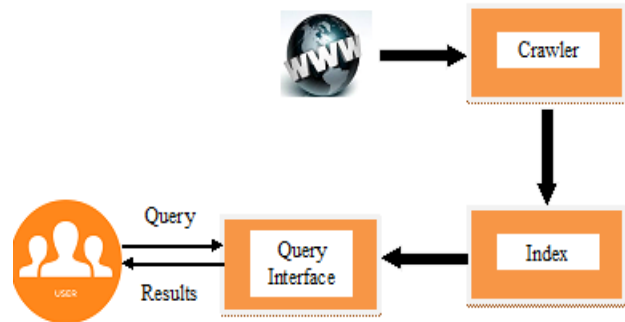 WWW
Crawler
Query
Query
Interface
Index
USER
Results